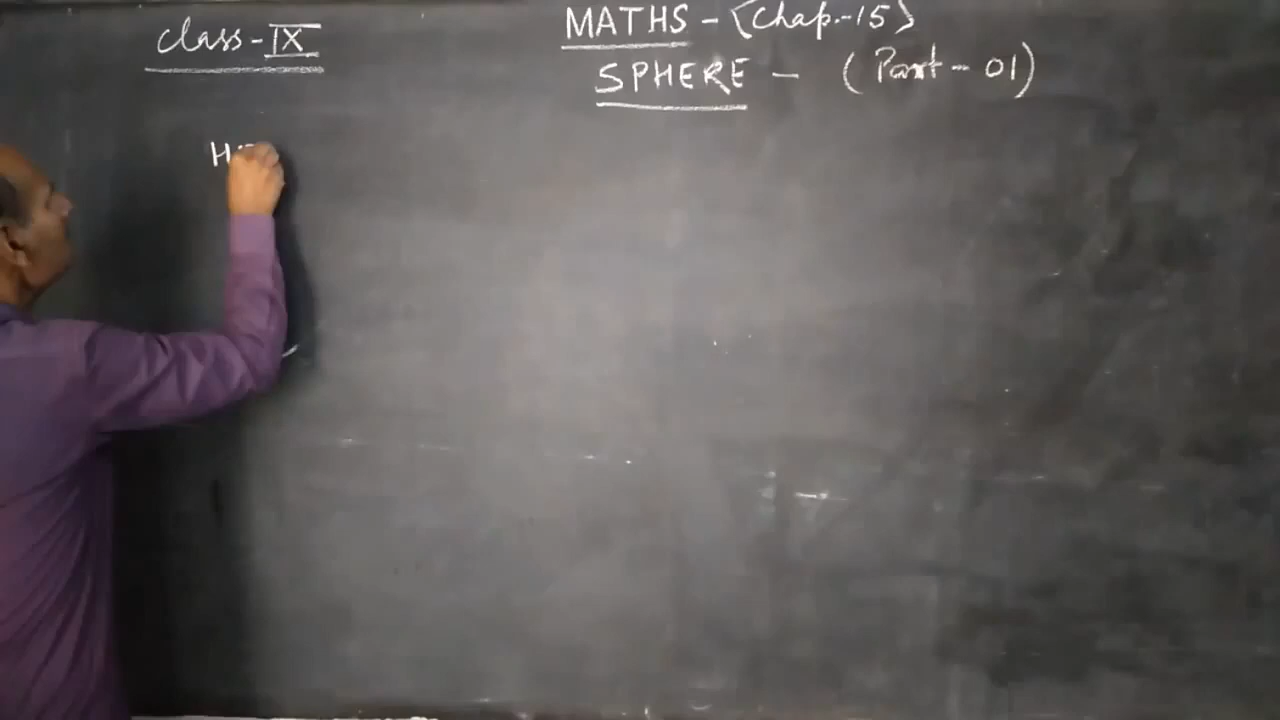 Class - IX
MATHS - {Chap.-15}
SPHERE - (Part - 01)